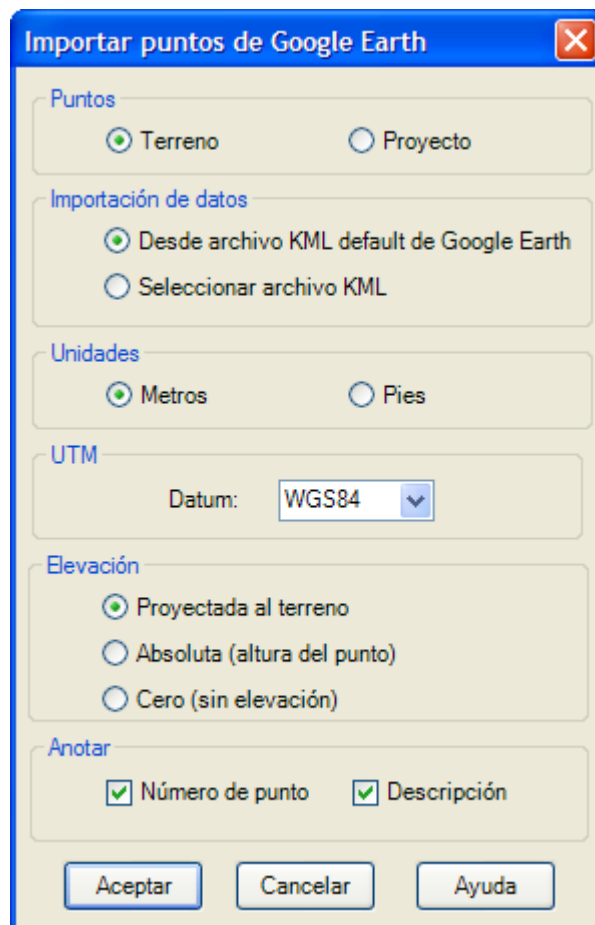 Importar puntos de Google Earth
Puntos
Terreno Proyecto
Importación de datos
Desde archivo KML default de Google Earth
Seleccionar archivo KML
Unidades
Metros Pies
UTM
Datum: WGS84
Elevación
Proyectada al terreno
Absoluta (altura del punto)
Cero (sin elevación)
Anotar
Número de punto Descripción
Aceptar Cancelar Ayuda